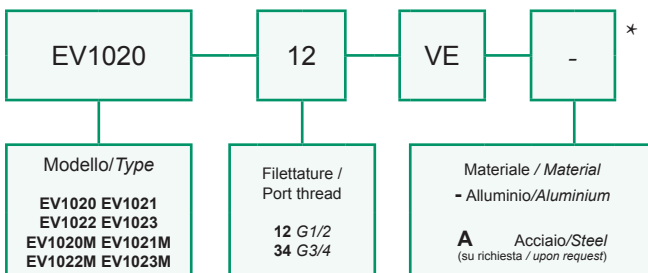 EV1020 12 VE - *
Modello/Type
EV1020 EV1021
EV1022 EV1023
EV1020M EV1021M
EV1022M EV1023M
Filettature /
Port thread
12 G1/2
34 G3/4
Materiale / Material
- Alluminio/Aluminium
A Acciaio/Steel
(su richiesta / upon request)